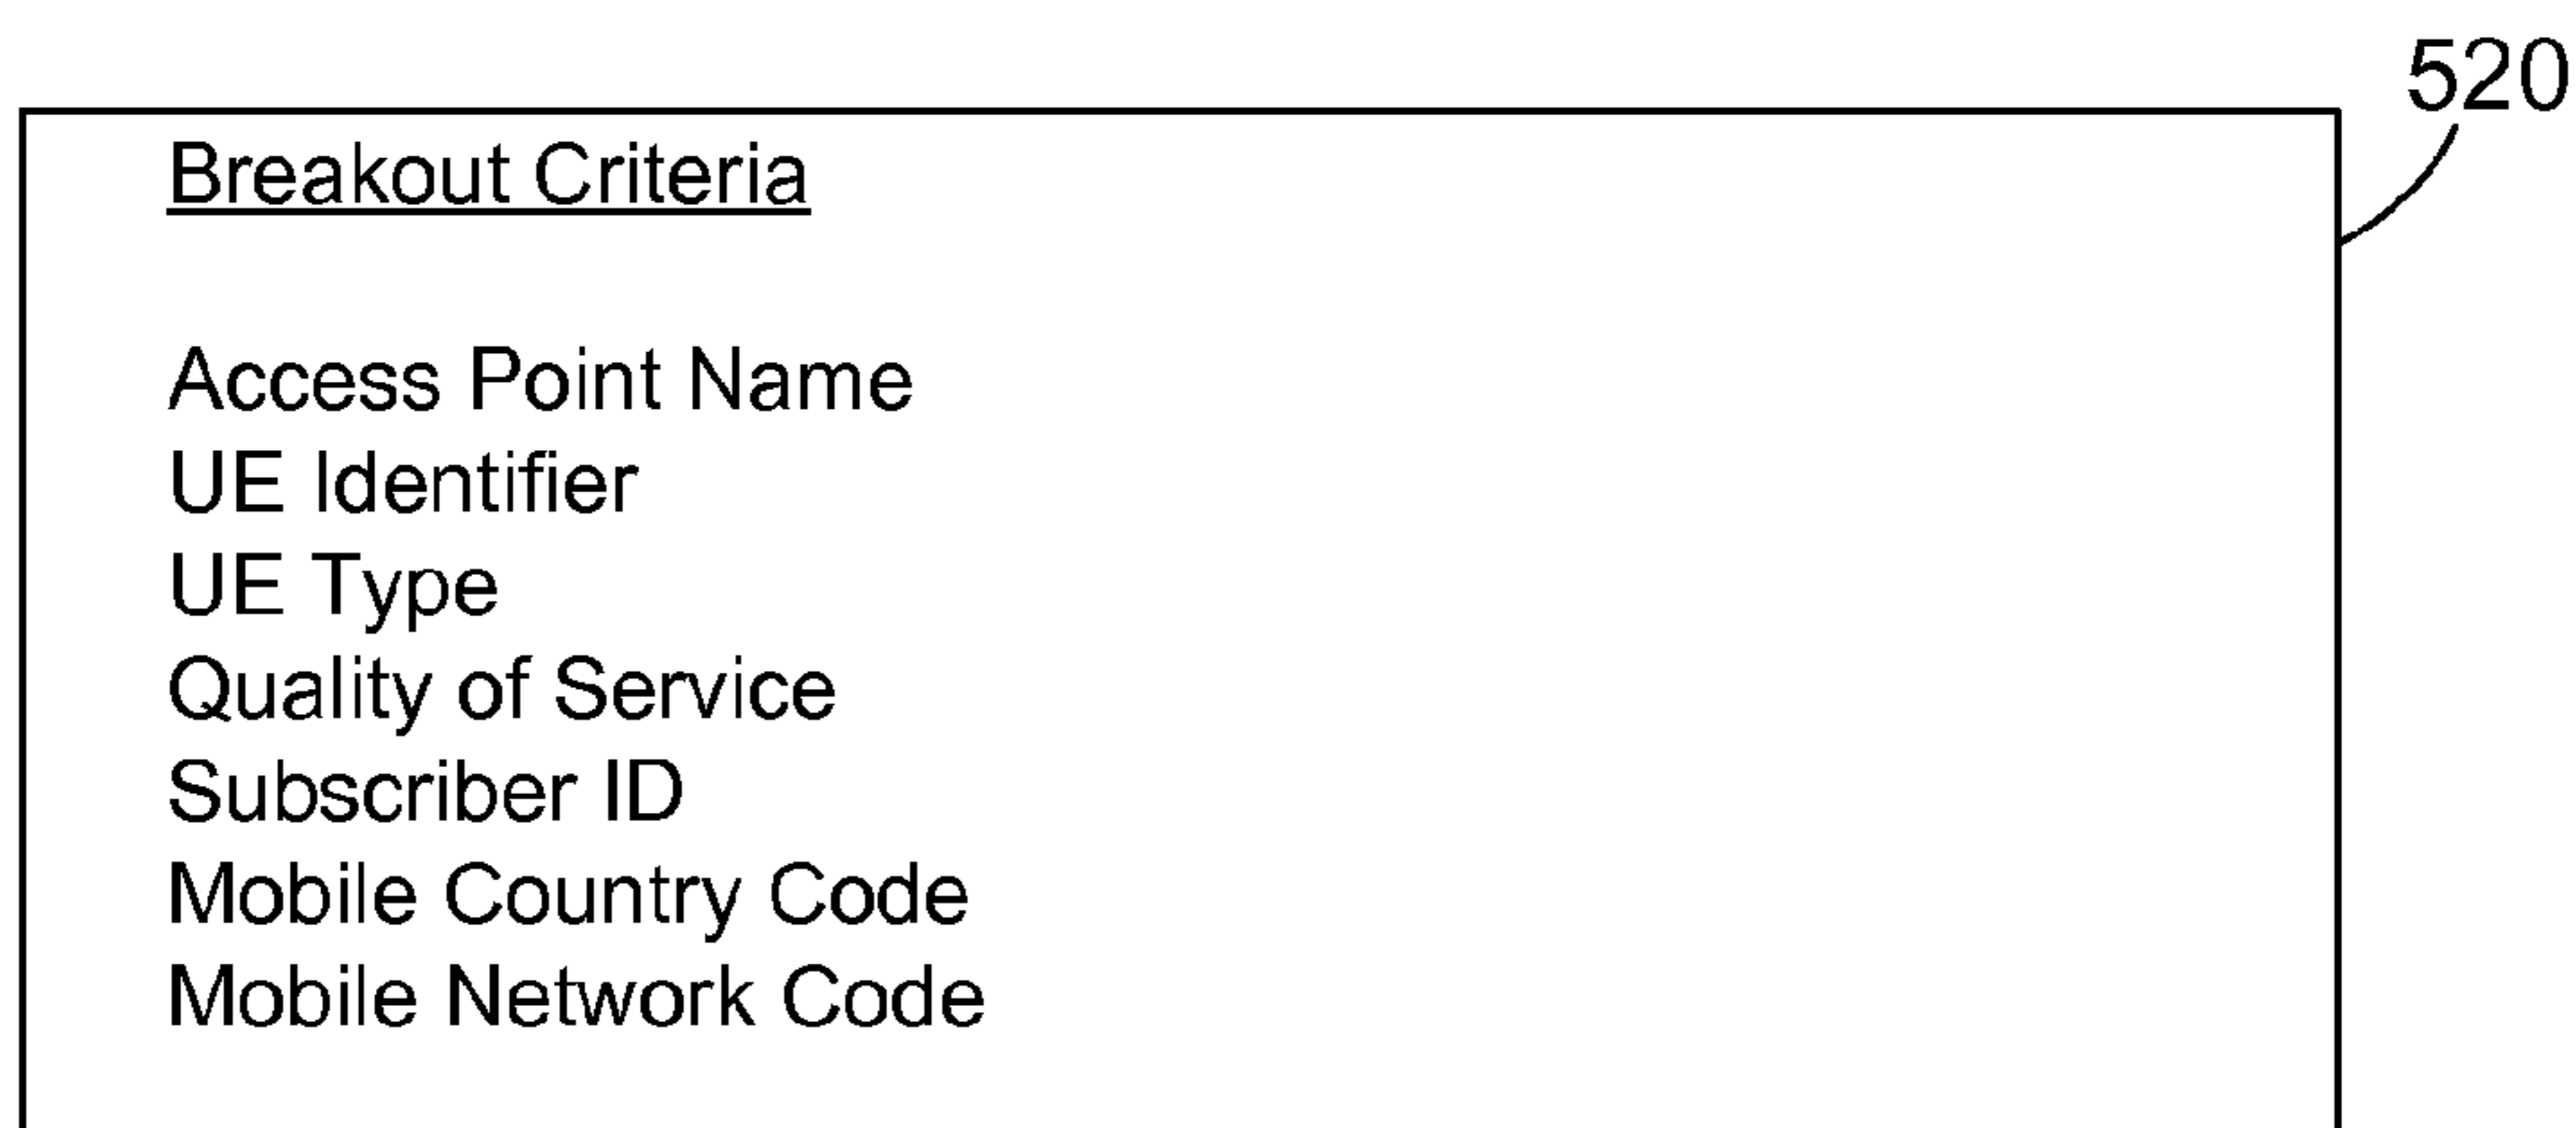 520
Breakout Criteria
Access Point Name
UE Identifier
UE Type
Quality of Service
Subscriber ID
Mobile Country Code
Mobile Network Code